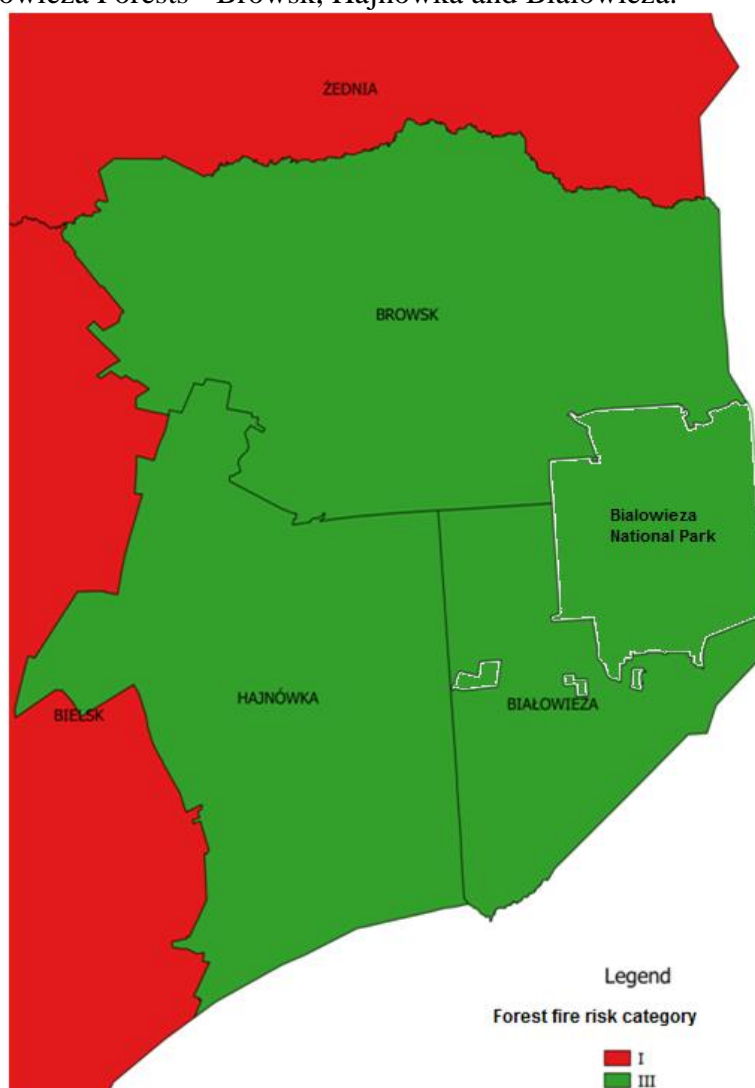 owieża Forests - Browsk, Hajnówka and Białowieża.
ŻEDNIA
BROWSK
Bialowieza
National Park
HAJNÓWKA
BIAŁOWIEŻA
BIELSK
Legend
Forest fire risk category
I
III